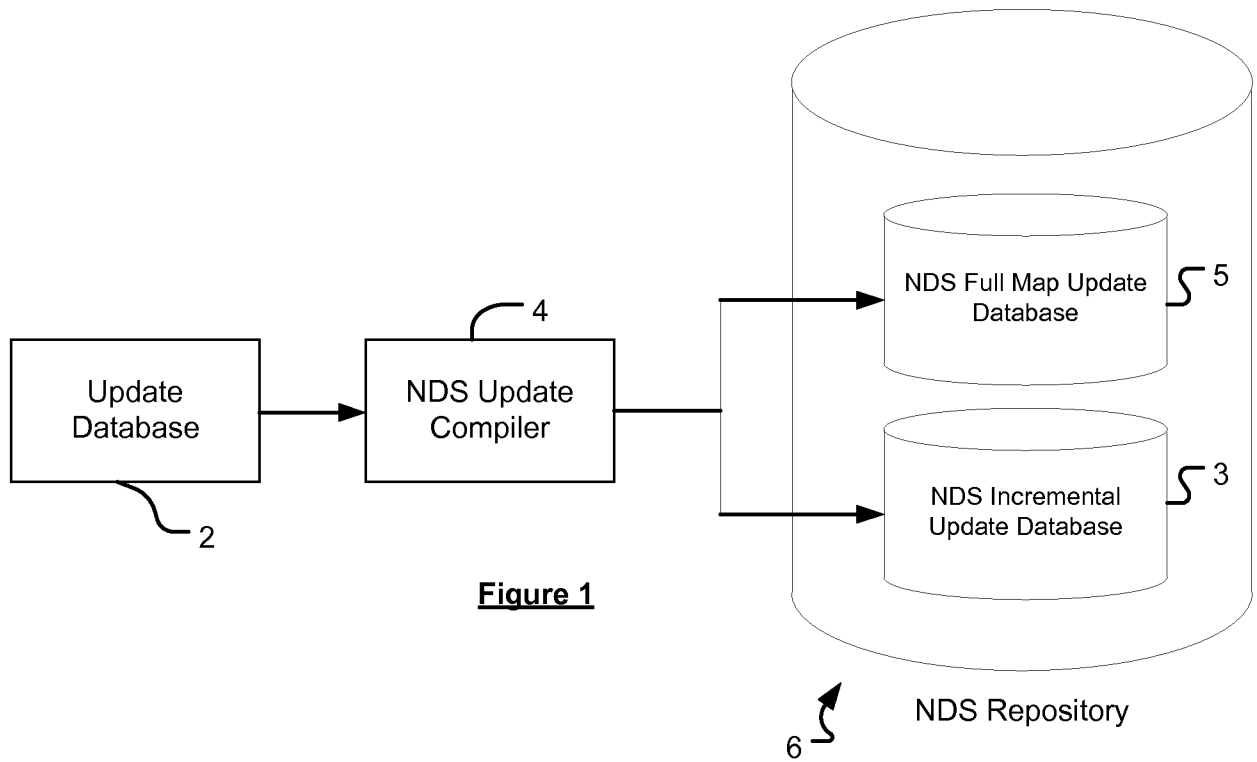 NDS Full Map Update
Database
5
4
Update
Database
NDS Update
Compiler
NDS Incremental
Update Database
3
2
Figure 1
NDS Repository
6